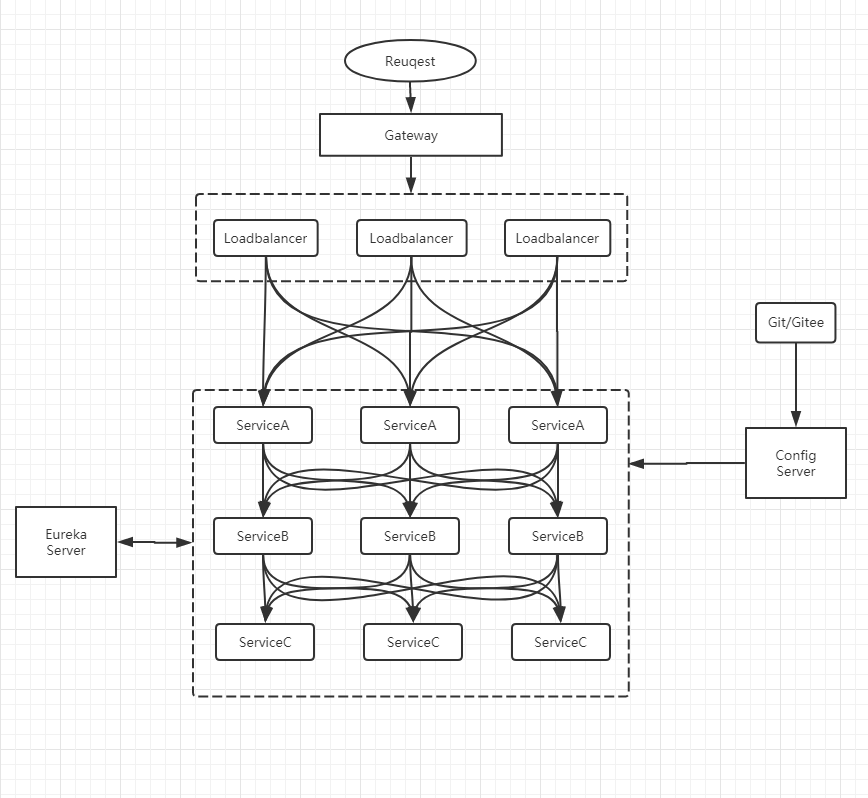 Reuqest
Gateway
Loadbalancer
Loadbalancer
Loadbalancer
Git/Gitee
ServiceA
ServiceA
ServiceA
Config
Server
Eureka
Server
ServiceB
ServiceB
ServiceB
ServiceC
ServiceC
ServiceC